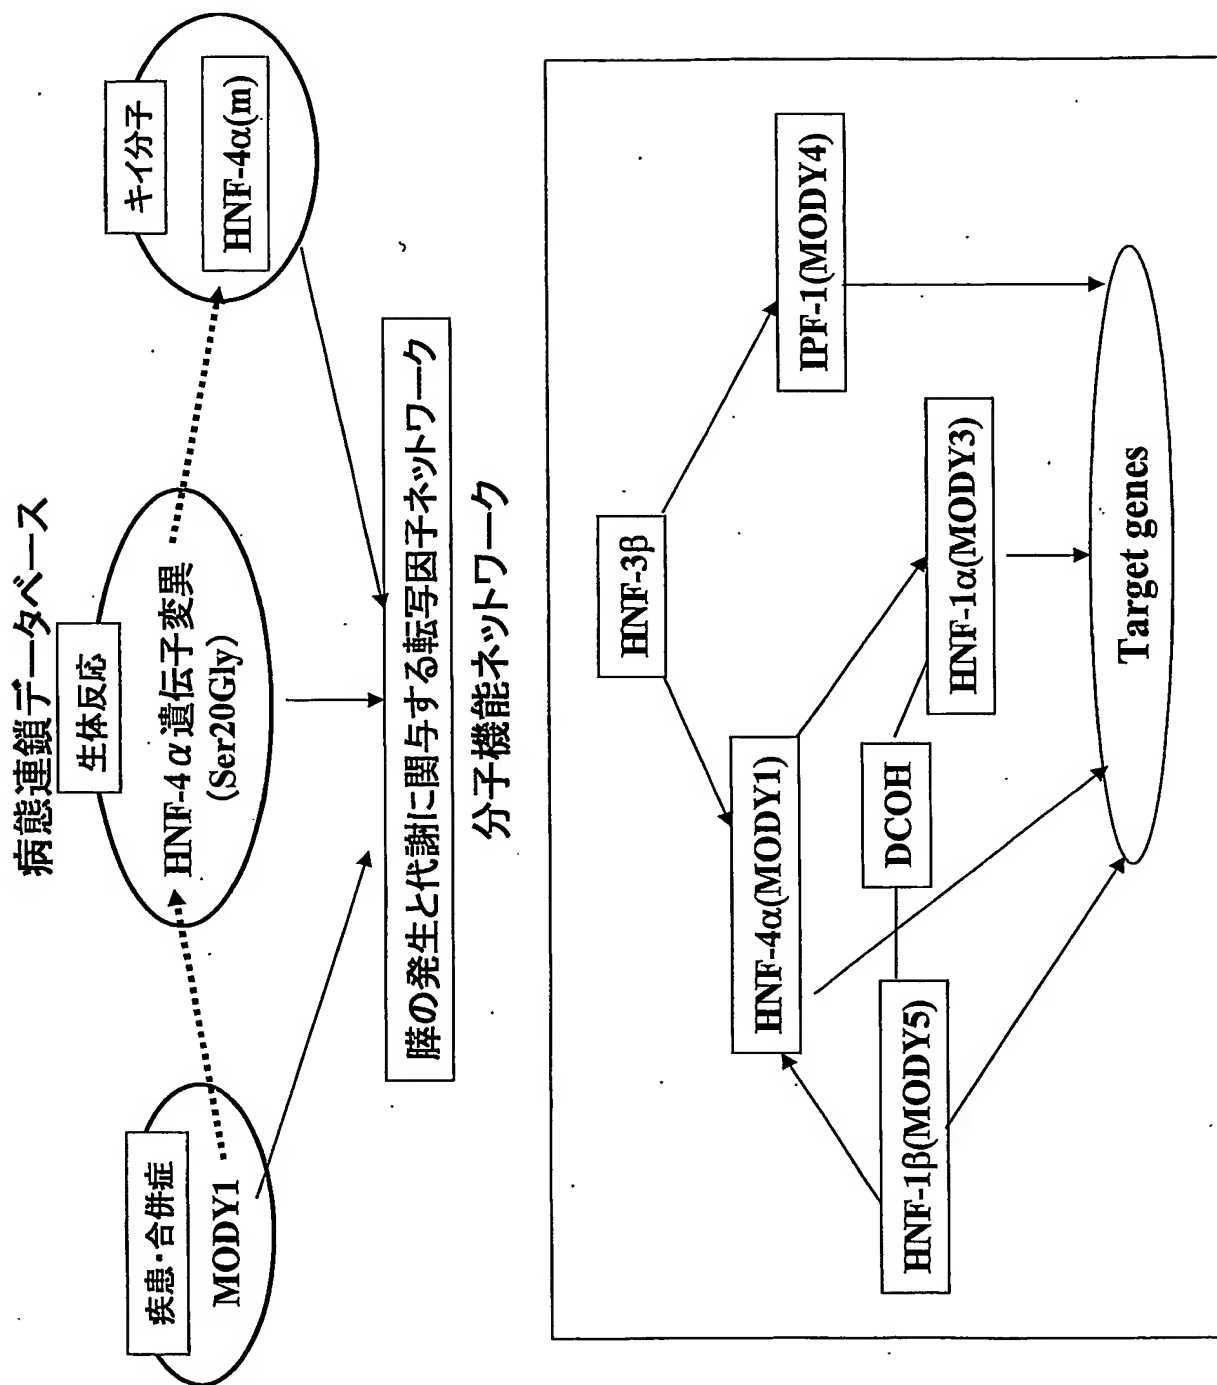 病態連鎖データベース
疾患・合併症
MODY1
生体反応
HNF-4α遺伝子変異
(Ser20Gly)
キイ分子
HNF-4α(m)
膵の発生と代謝に関与する転写因子ネットワーク
分子機能ネットワーク
HNF-3β
HNF-4α(MODY1)
IPF-1(MODY4)
HNF-1β(MODY5)
DCOH
HNF-1α(MODY3)
Target genes